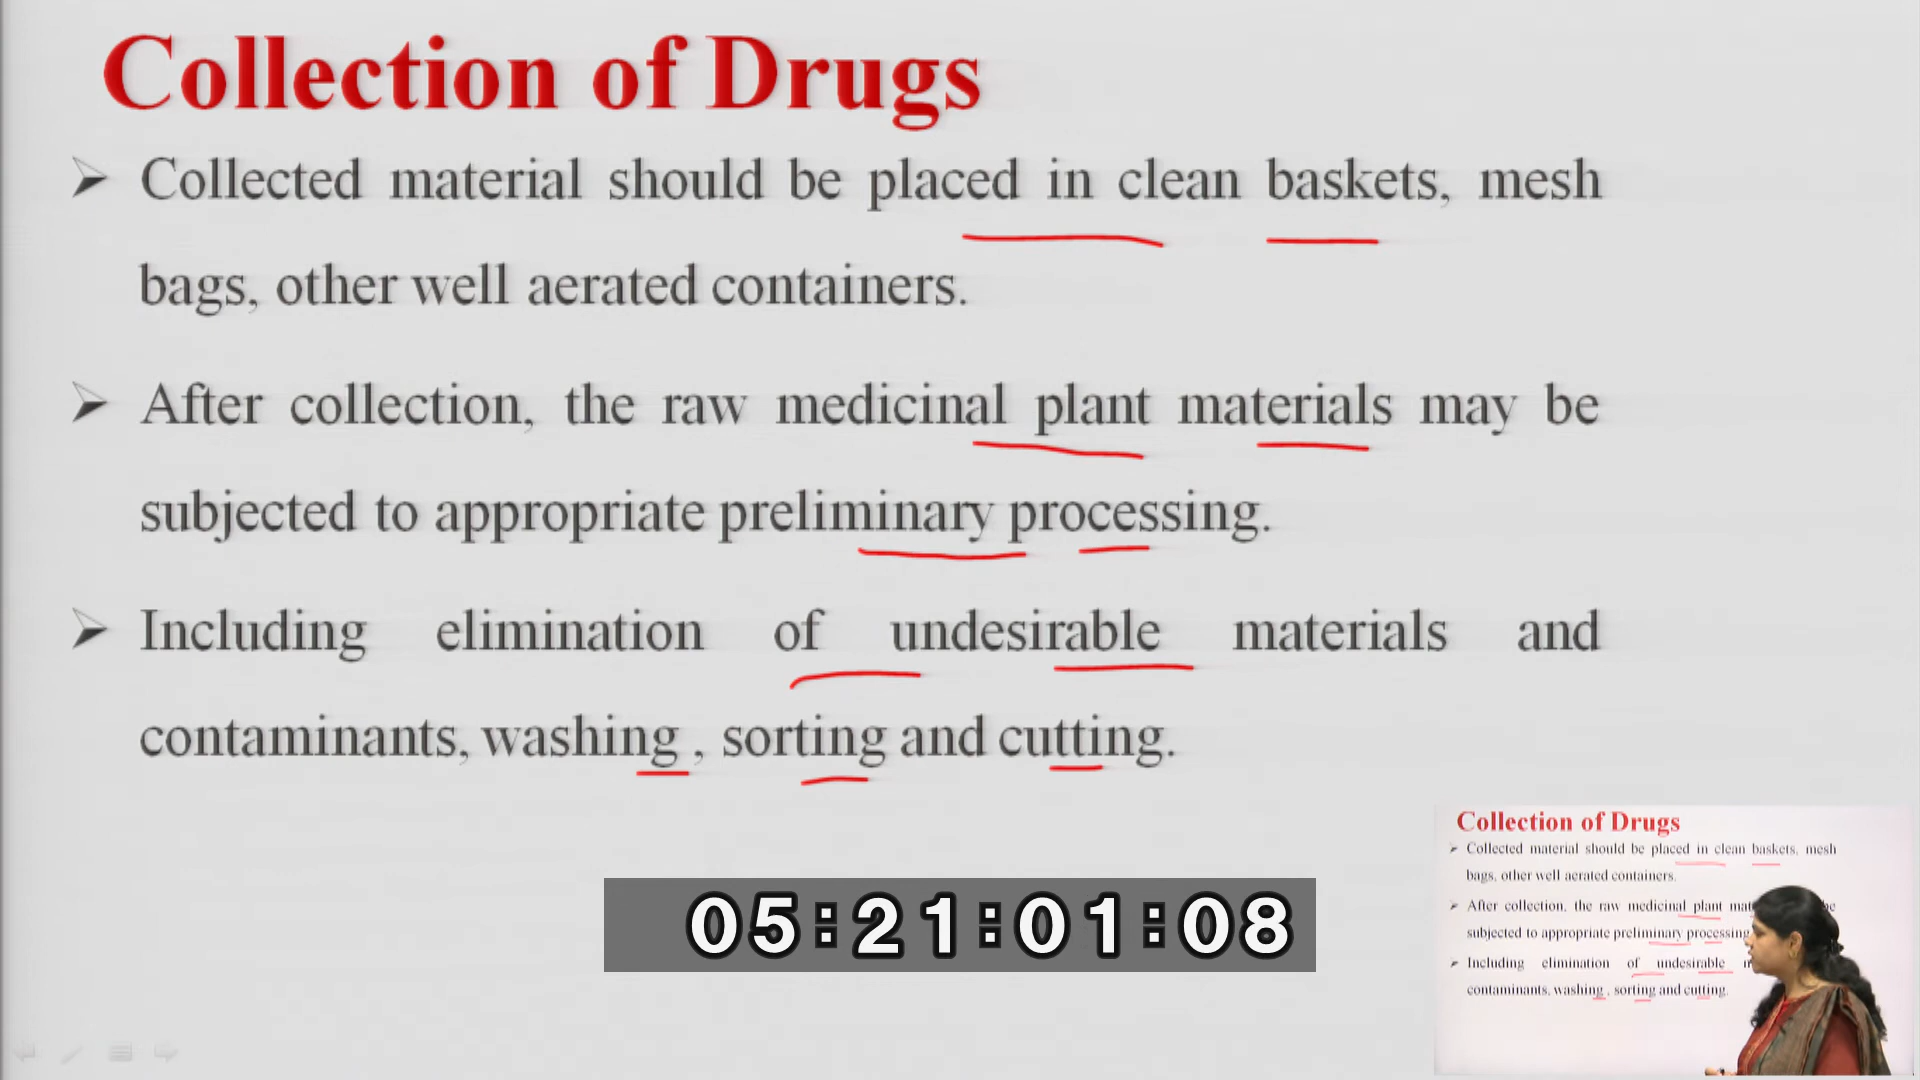 Collection of Drugs
➢ Collected material should be placed in clean baskets, mesh
bags, other well aerated containers.
➢ After collection, the raw medicinal plant materials may be
subjected to appropriate preliminary processing.
➢ Including elimination of undesirable materials and
contaminants, washing , sorting and cutting.
05:21:01:08
Collection of Drugs
➢ Collected material should be placed in clean baskets, mesh
bags, other well aerated containers.
➢ After collection, the raw medicinal plant
subjected to appropriate preliminary processing
➢ Including elimination of undesirable
contaminants, washing , sorting and cutting.